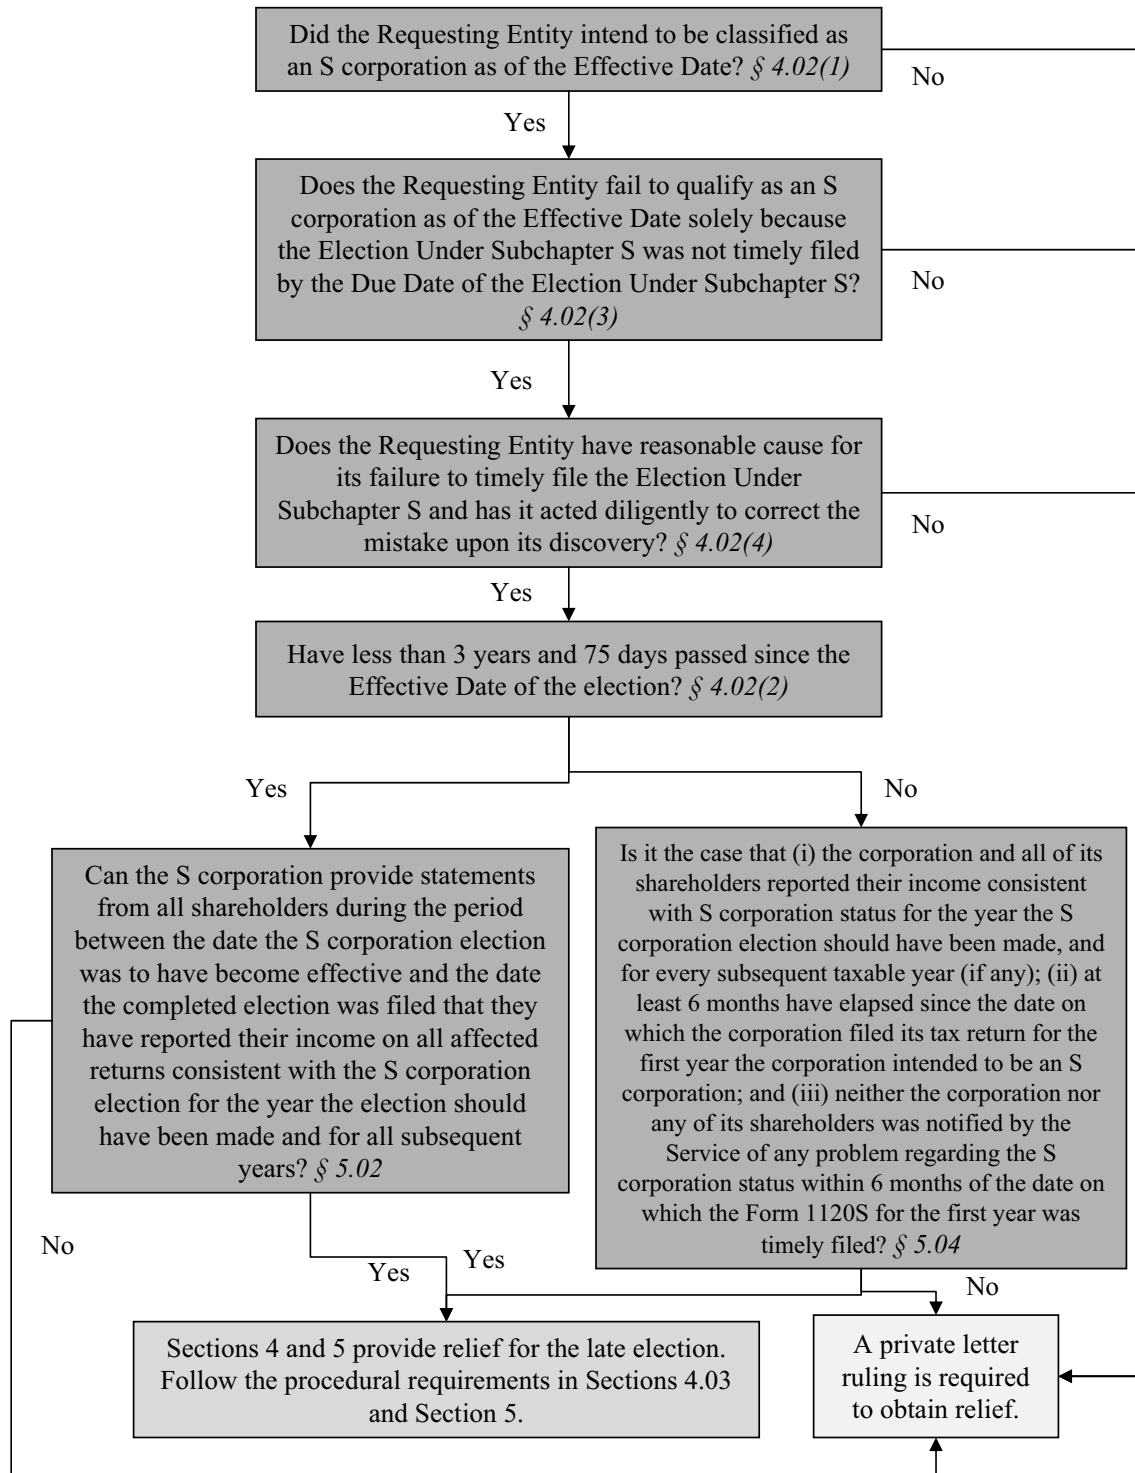 Did the Requesting Entity intend to be classified as
an S corporation as of the Effective Date? § 4.02(1)
No
Yes
Does the Requesting Entity fail to qualify as an S
corporation as of the Effective Date solely because
the Election Under Subchapter S was not timely filed
by the Due Date of the Election Under Subchapter S?
§ 4.02(3)
No
Yes
Does the Requesting Entity have reasonable cause for
its failure to timely file the Election Under
Subchapter S and has it acted diligently to correct the
mistake upon its discovery? § 4.02(4)
No
Yes
Have less than 3 years and 75 days passed since the
Effective Date of the election? § 4.02(2)
Yes
No
Can the S corporation provide statements
from all shareholders during the period
between the date the S corporation election
was to have become effective and the date
the completed election was filed that they
have reported their income on all affected
returns consistent with the S corporation
election for the year the election should
have been made and for all subsequent
years? § 5.02
Is it the case that (i) the corporation and all of its
shareholders reported their income consistent
with S corporation status for the year the S
corporation election should have been made, and
for every subsequent taxable year (if any); (ii) at
least 6 months have elapsed since the date on
which the corporation filed its tax return for the
first year the corporation intended to be an S
corporation; and (iii) neither the corporation nor
any of its shareholders was notified by the
Service of any problem regarding the S
corporation status within 6 months of the date on
which the Form 1120S for the first year was
timely filed? § 5.04
No
Yes
Yes
No
Sections 4 and 5 provide relief for the late election.
Follow the procedural requirements in Sections 4.03
and Section 5.
A private letter
ruling is required
to obtain relief.